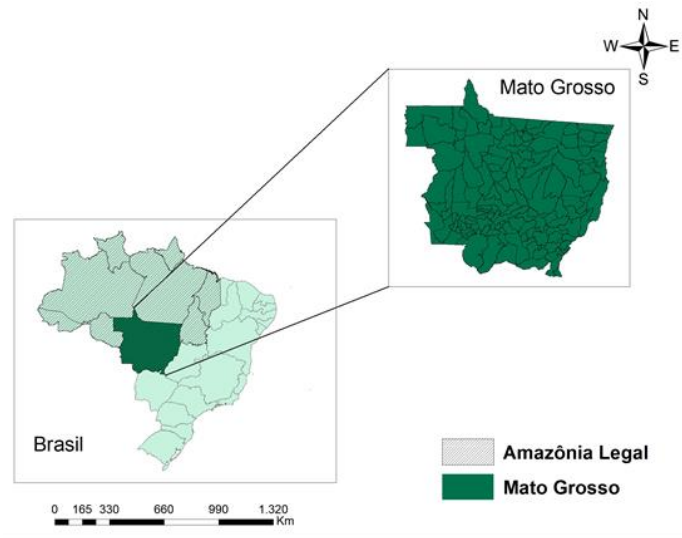 N
W E
S
Mato Grosso
Brasil
Amazônia Legal
Mato Grosso
0 165 330 660 990 1.320
Km